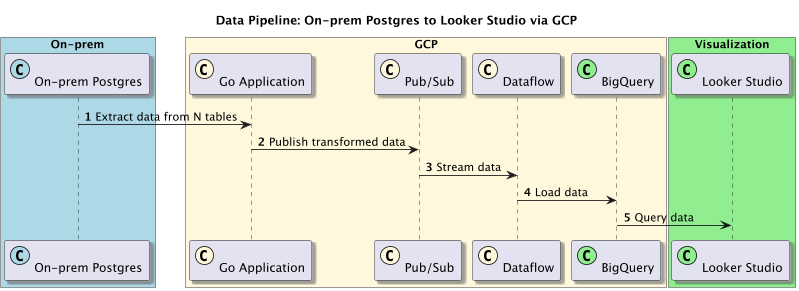 Data Pipeline: On-prem Postgres to Looker Studio via GCP
On-prem
GCP
Visualization
C On-prem Postgres
C Go Application
C Pub/Sub
C Dataflow
C BigQuery
C Looker Studio
1 Extract data from N tables
2 Publish transformed data
3 Stream data
4 Load data
5 Query data
C On-prem Postgres
C Go Application
C Pub/Sub
C Dataflow
C BigQuery
C Looker Studio